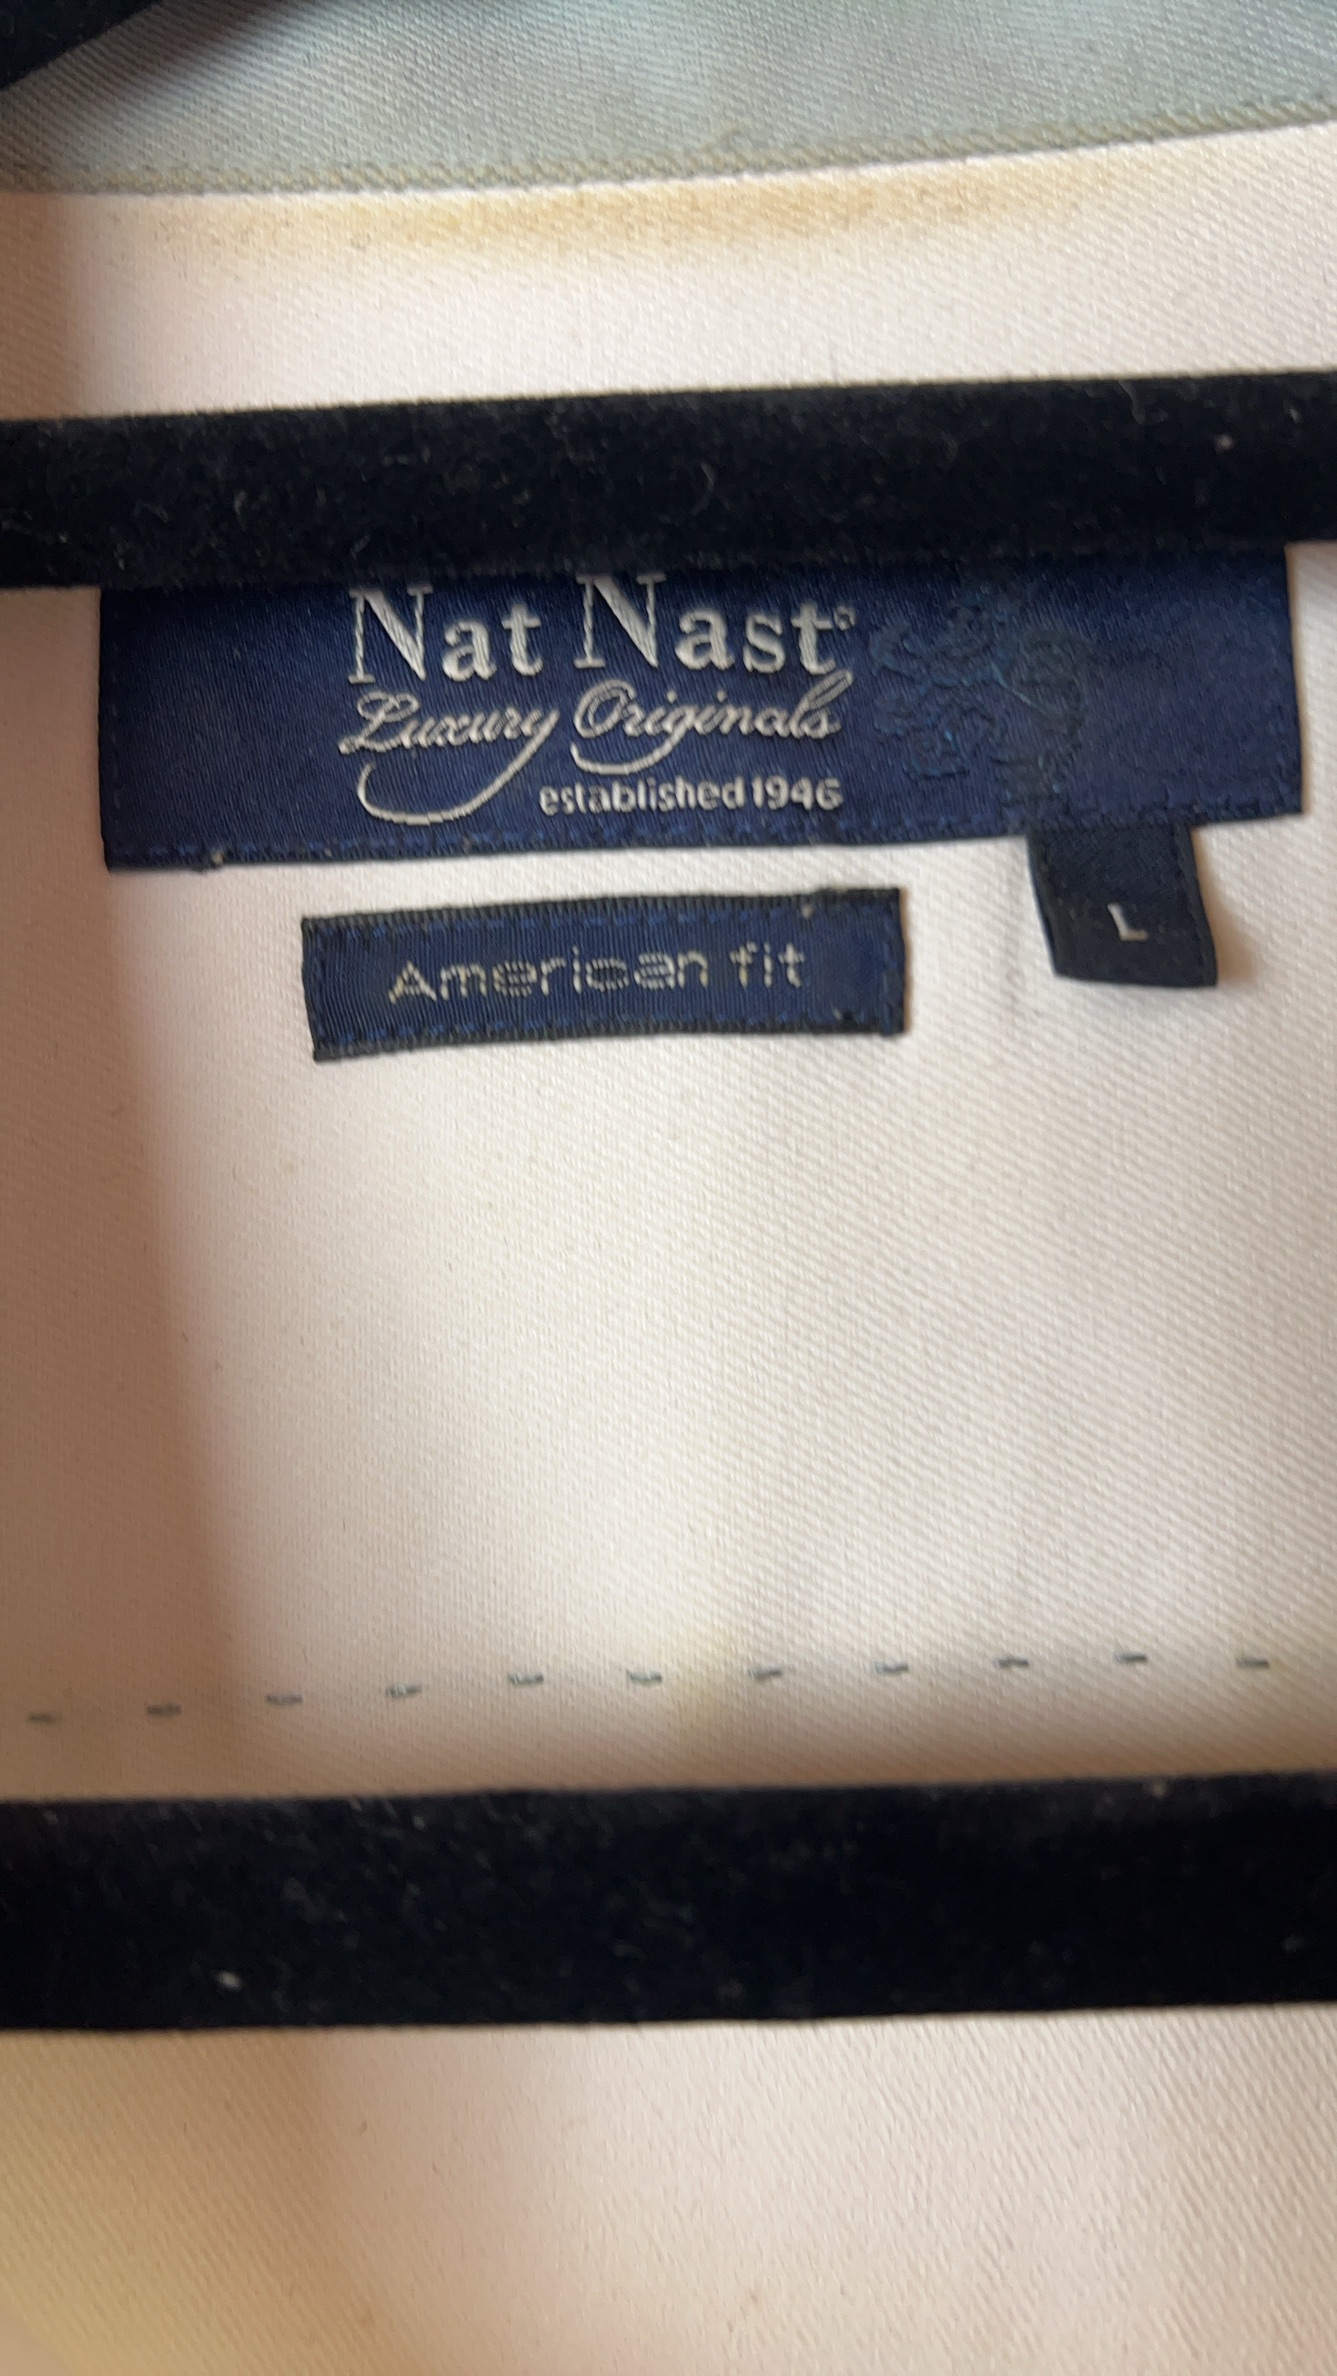 Nat Nast®
Luxury Originals
established 1946
American fit
L